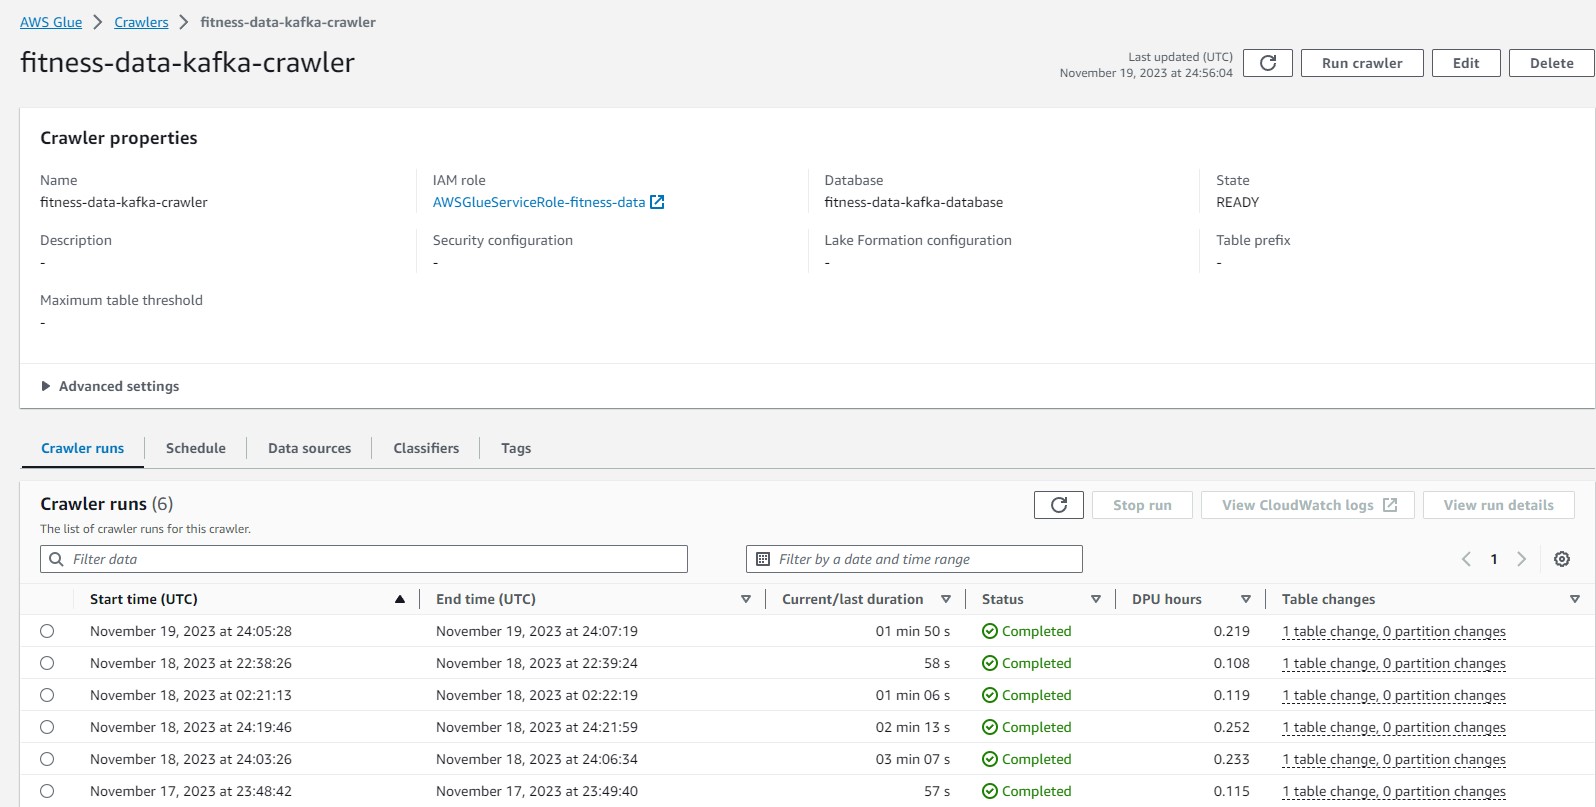 AWS Glue > Crawlers > fitness-data-kafka-crawler
fitness-data-kafka-crawler
Last updated (UTC)
November 19, 2023 at 24:56:04
Run crawler
Edit
Delete
Crawler properties
Name
fitness-data-kafka-crawler
IAM role
AWSGlueServiceRole-fitness-data
Database
fitness-data-kafka-database
State
READY
Description
-
Security configuration
-
Lake Formation configuration
-
Table prefix
-
Maximum table threshold
-
Advanced settings
Crawler runs
Schedule
Data sources
Classifiers
Tags
Crawler runs (6)
The list of crawler runs for this crawler.
Stop run
View CloudWatch logs
View run details
Filter data
Filter by a date and time range
1
Start time (UTC) End time (UTC) Current/last duration Status DPU hours Table changes
November 19, 2023 at 24:05:28 November 19, 2023 at 24:07:19 01 min 50 s Completed 0.219 1 table change, 0 partition changes
November 18, 2023 at 22:38:26 November 18, 2023 at 22:39:24 58 s Completed 0.108 1 table change, 0 partition changes
November 18, 2023 at 02:21:13 November 18, 2023 at 02:22:19 01 min 06 s Completed 0.119 1 table change, 0 partition changes
November 18, 2023 at 24:19:46 November 18, 2023 at 24:21:59 02 min 13 s Completed 0.252 1 table change, 0 partition changes
November 18, 2023 at 24:03:26 November 18, 2023 at 24:06:34 03 min 07 s Completed 0.233 1 table change, 0 partition changes
November 17, 2023 at 23:48:42 November 17, 2023 at 23:49:40 57 s Completed 0.115 1 table change, 0 partition changes